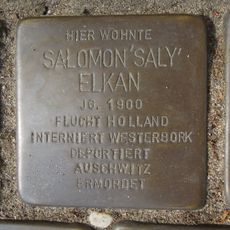 HIER WOHNTE
SALOMON 'SALY'
ELKAN
JG. 1900
FLUCHT HOLLAND
INTERNIERT WESTERBORK
DEPORTIERT
AUSCHWITZ
ERMORDET